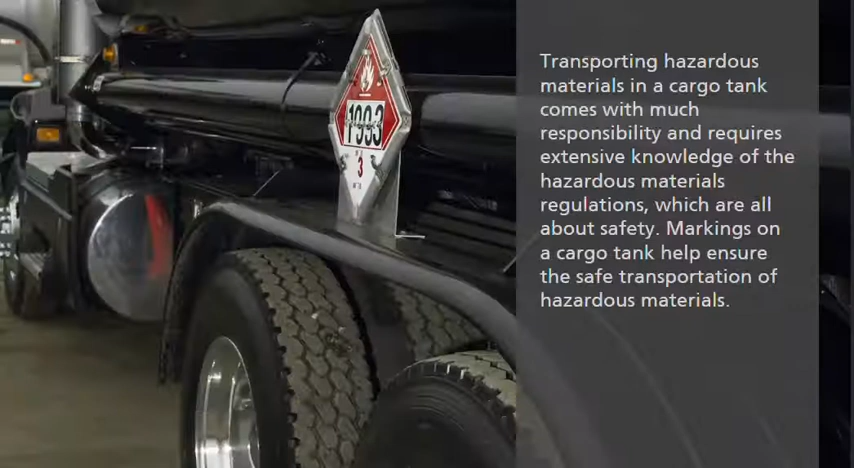 1993
3
Transporting hazardous
materials in a cargo tank
comes with much
responsibility and requires
extensive knowledge of the
hazardous materials
regulations, which are all
about safety. Markings on
a cargo tank help ensure
the safe transportation of
hazardous materials.